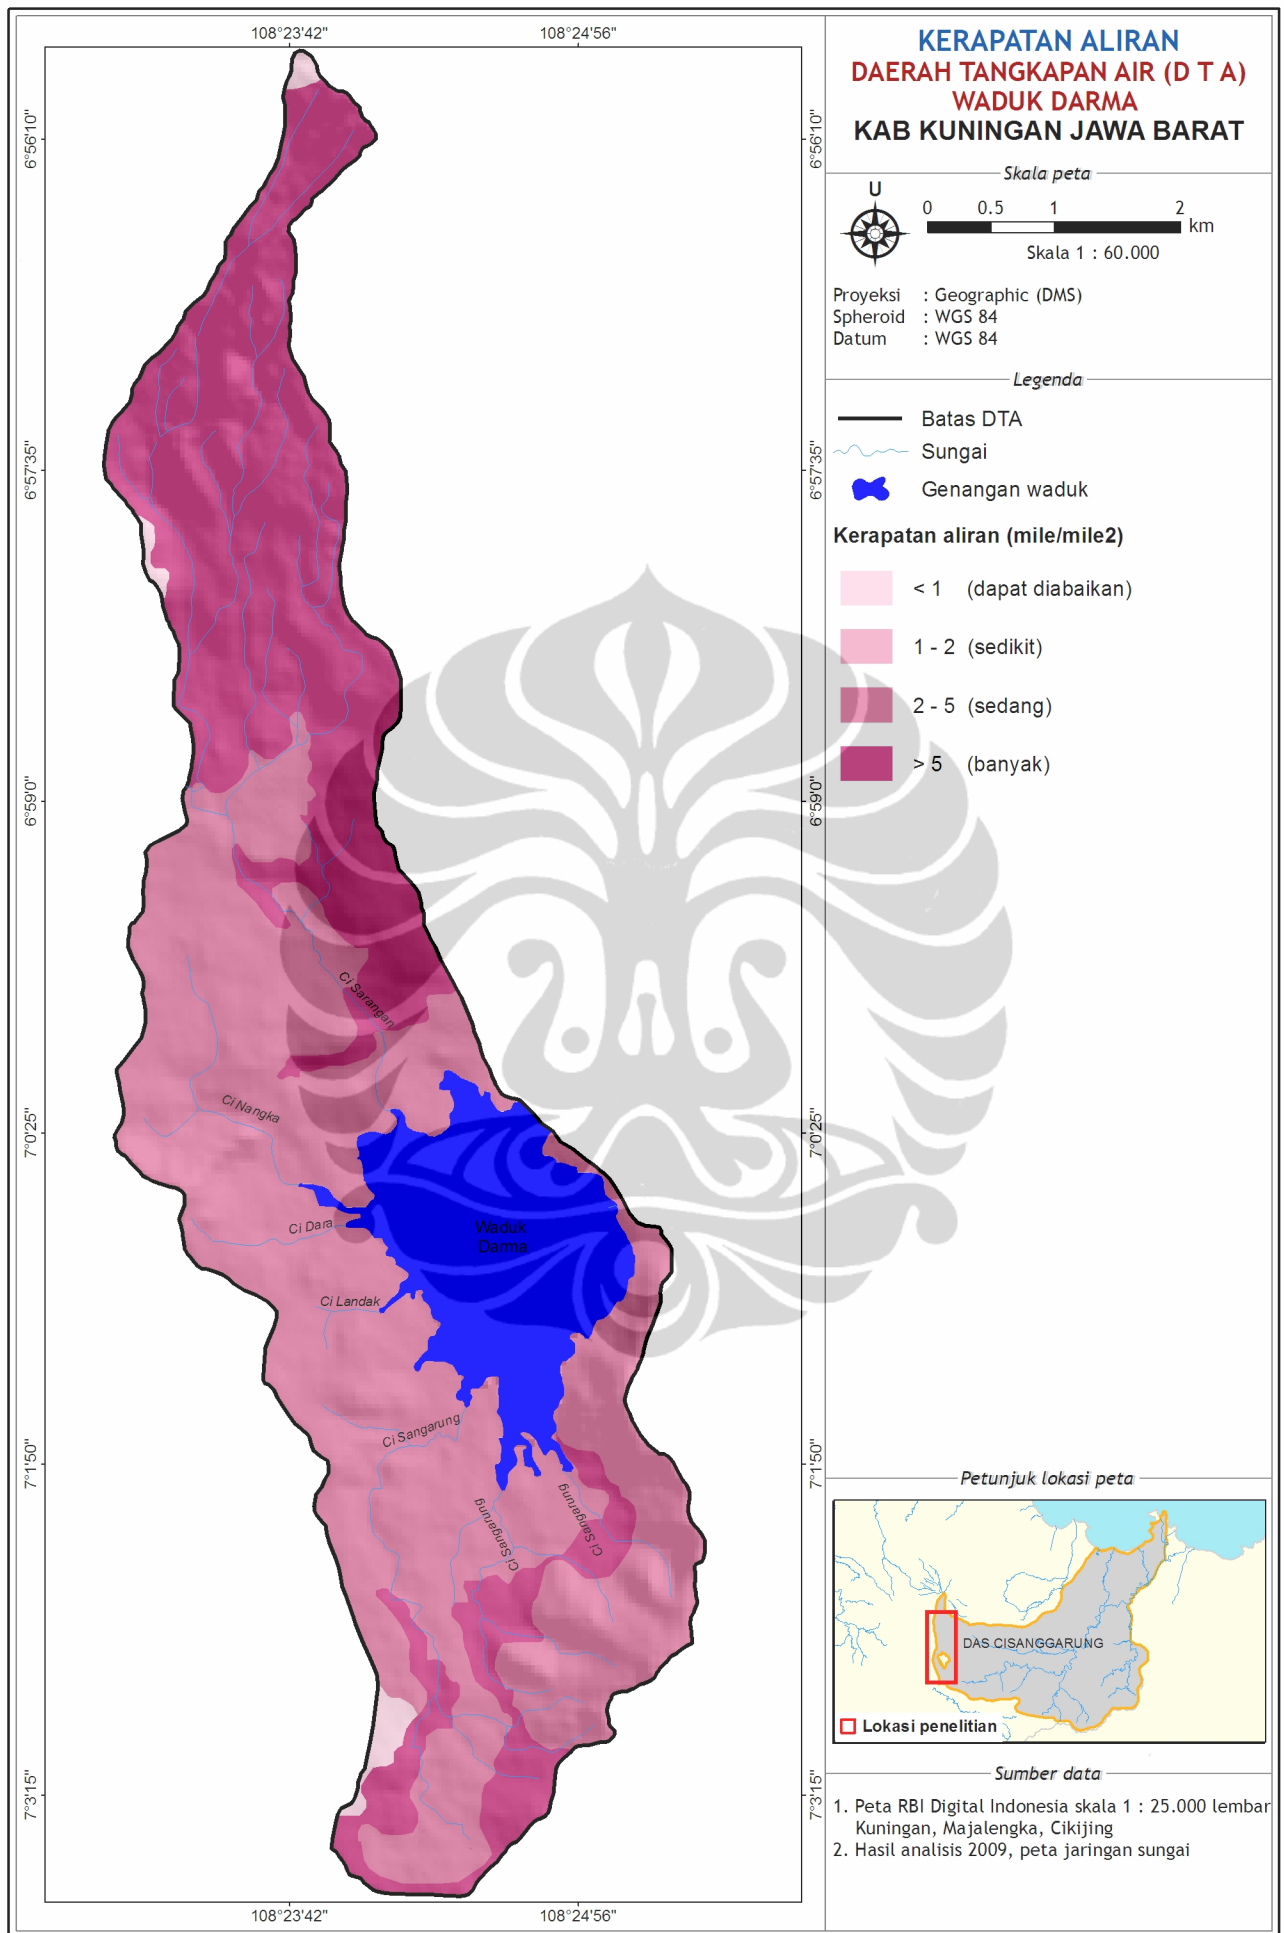 KERAPATAN ALIRAN
DAERAH TANGKAPAN AIR (D T A)
WADUK DARMA
KAB KUNINGAN JAWA BARAT
Skala peta
U
0 0.5 1 2
km
Skala 1 : 60.000
Proyeksi : Geographic (DMS)
Spheroid : WGS 84
Datum : WGS 84
Legenda
Batas DTA
Sungai
Genangan waduk
Kerapatan aliran (mile/mile2)
< 1 (dapat diabaikan)
1 - 2 (sedikit)
2 - 5 (sedang)
> 5 (banyak)
Petunjuk lokasi peta
DAS CISANGGARUNG
Lokasi penelitian
Sumber data
1. Peta RBI Digital Indonesia skala 1 : 25.000 lembar
Kuningan, Majalengka, Cikijing
2. Hasil analisis 2009, peta jaringan sungai
108°23'42" 108°24'56"
6°56'10" 6°56'10"
6°57'35" 6°57'35"
6°59'0" 6°59'0"
Ci Sarangan
Ci Nangka
7°0'25" 7°0'25"
Ci Dara
Waduk
Darma
Ci Landak
Ci Sangarung
7°1'50" 7°1'50"
Ci Sangarung
Ci Sangarung
7°3'15" 7°3'15"
108°23'42" 108°24'56"